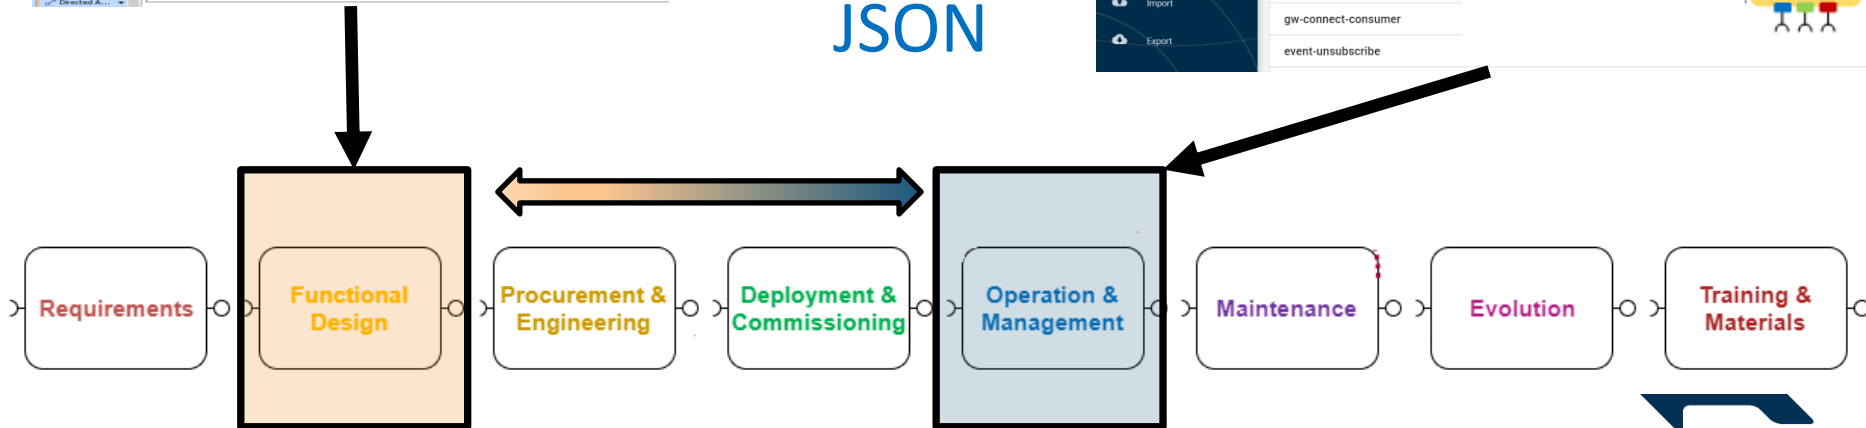 Directed A...
JSON
Import
Export
gw-connect-consumer
event-unsubscribe
Requirements
Functional
Design
Procurement &
Engineering
Deployment &
Commissioning
Operation &
Management
Maintenance
Evolution
Training &
Materials